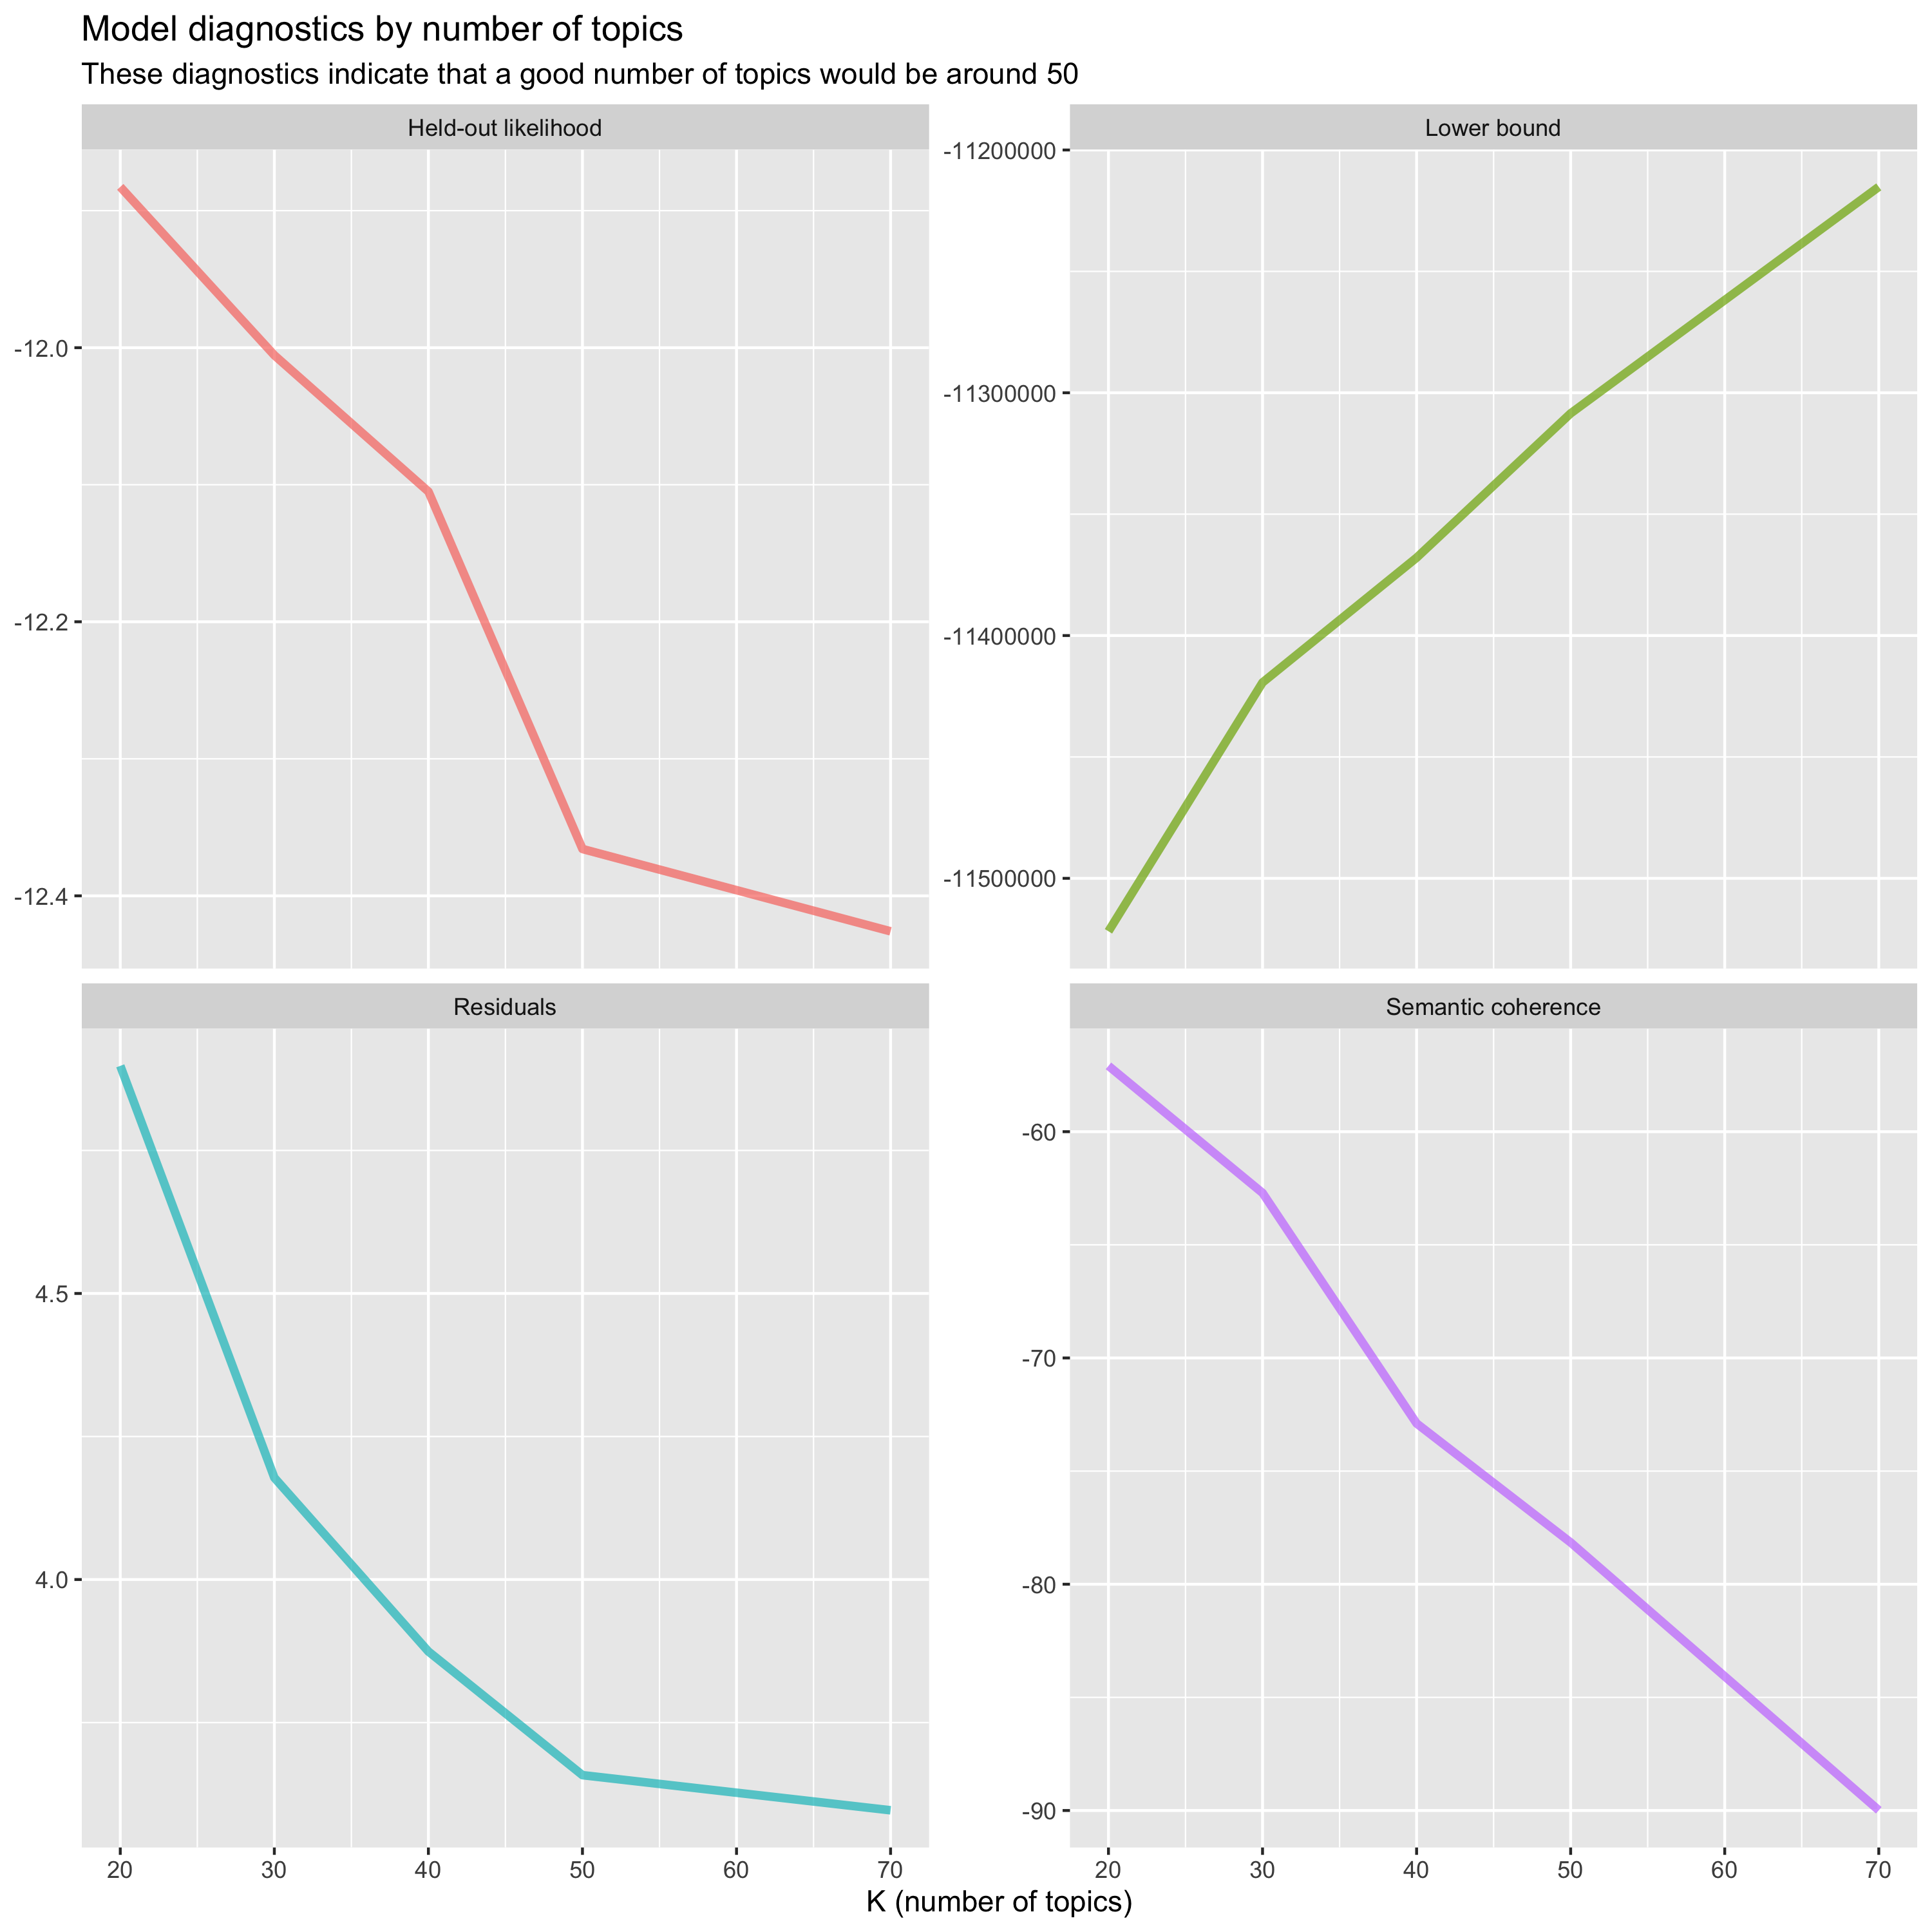 Model diagnostics by number of topics
These diagnostics indicate that a good number of topics would be around 50
Held-out likelihood
-12.0
-12.2
-12.4
Lower bound
-11200000
-11300000
-11400000
-11500000
Residuals
4.5
4.0
20 30 40 50 60 70
Semantic coherence
-60
-70
-80
-90
20 30 40 50 60 70
K (number of topics)